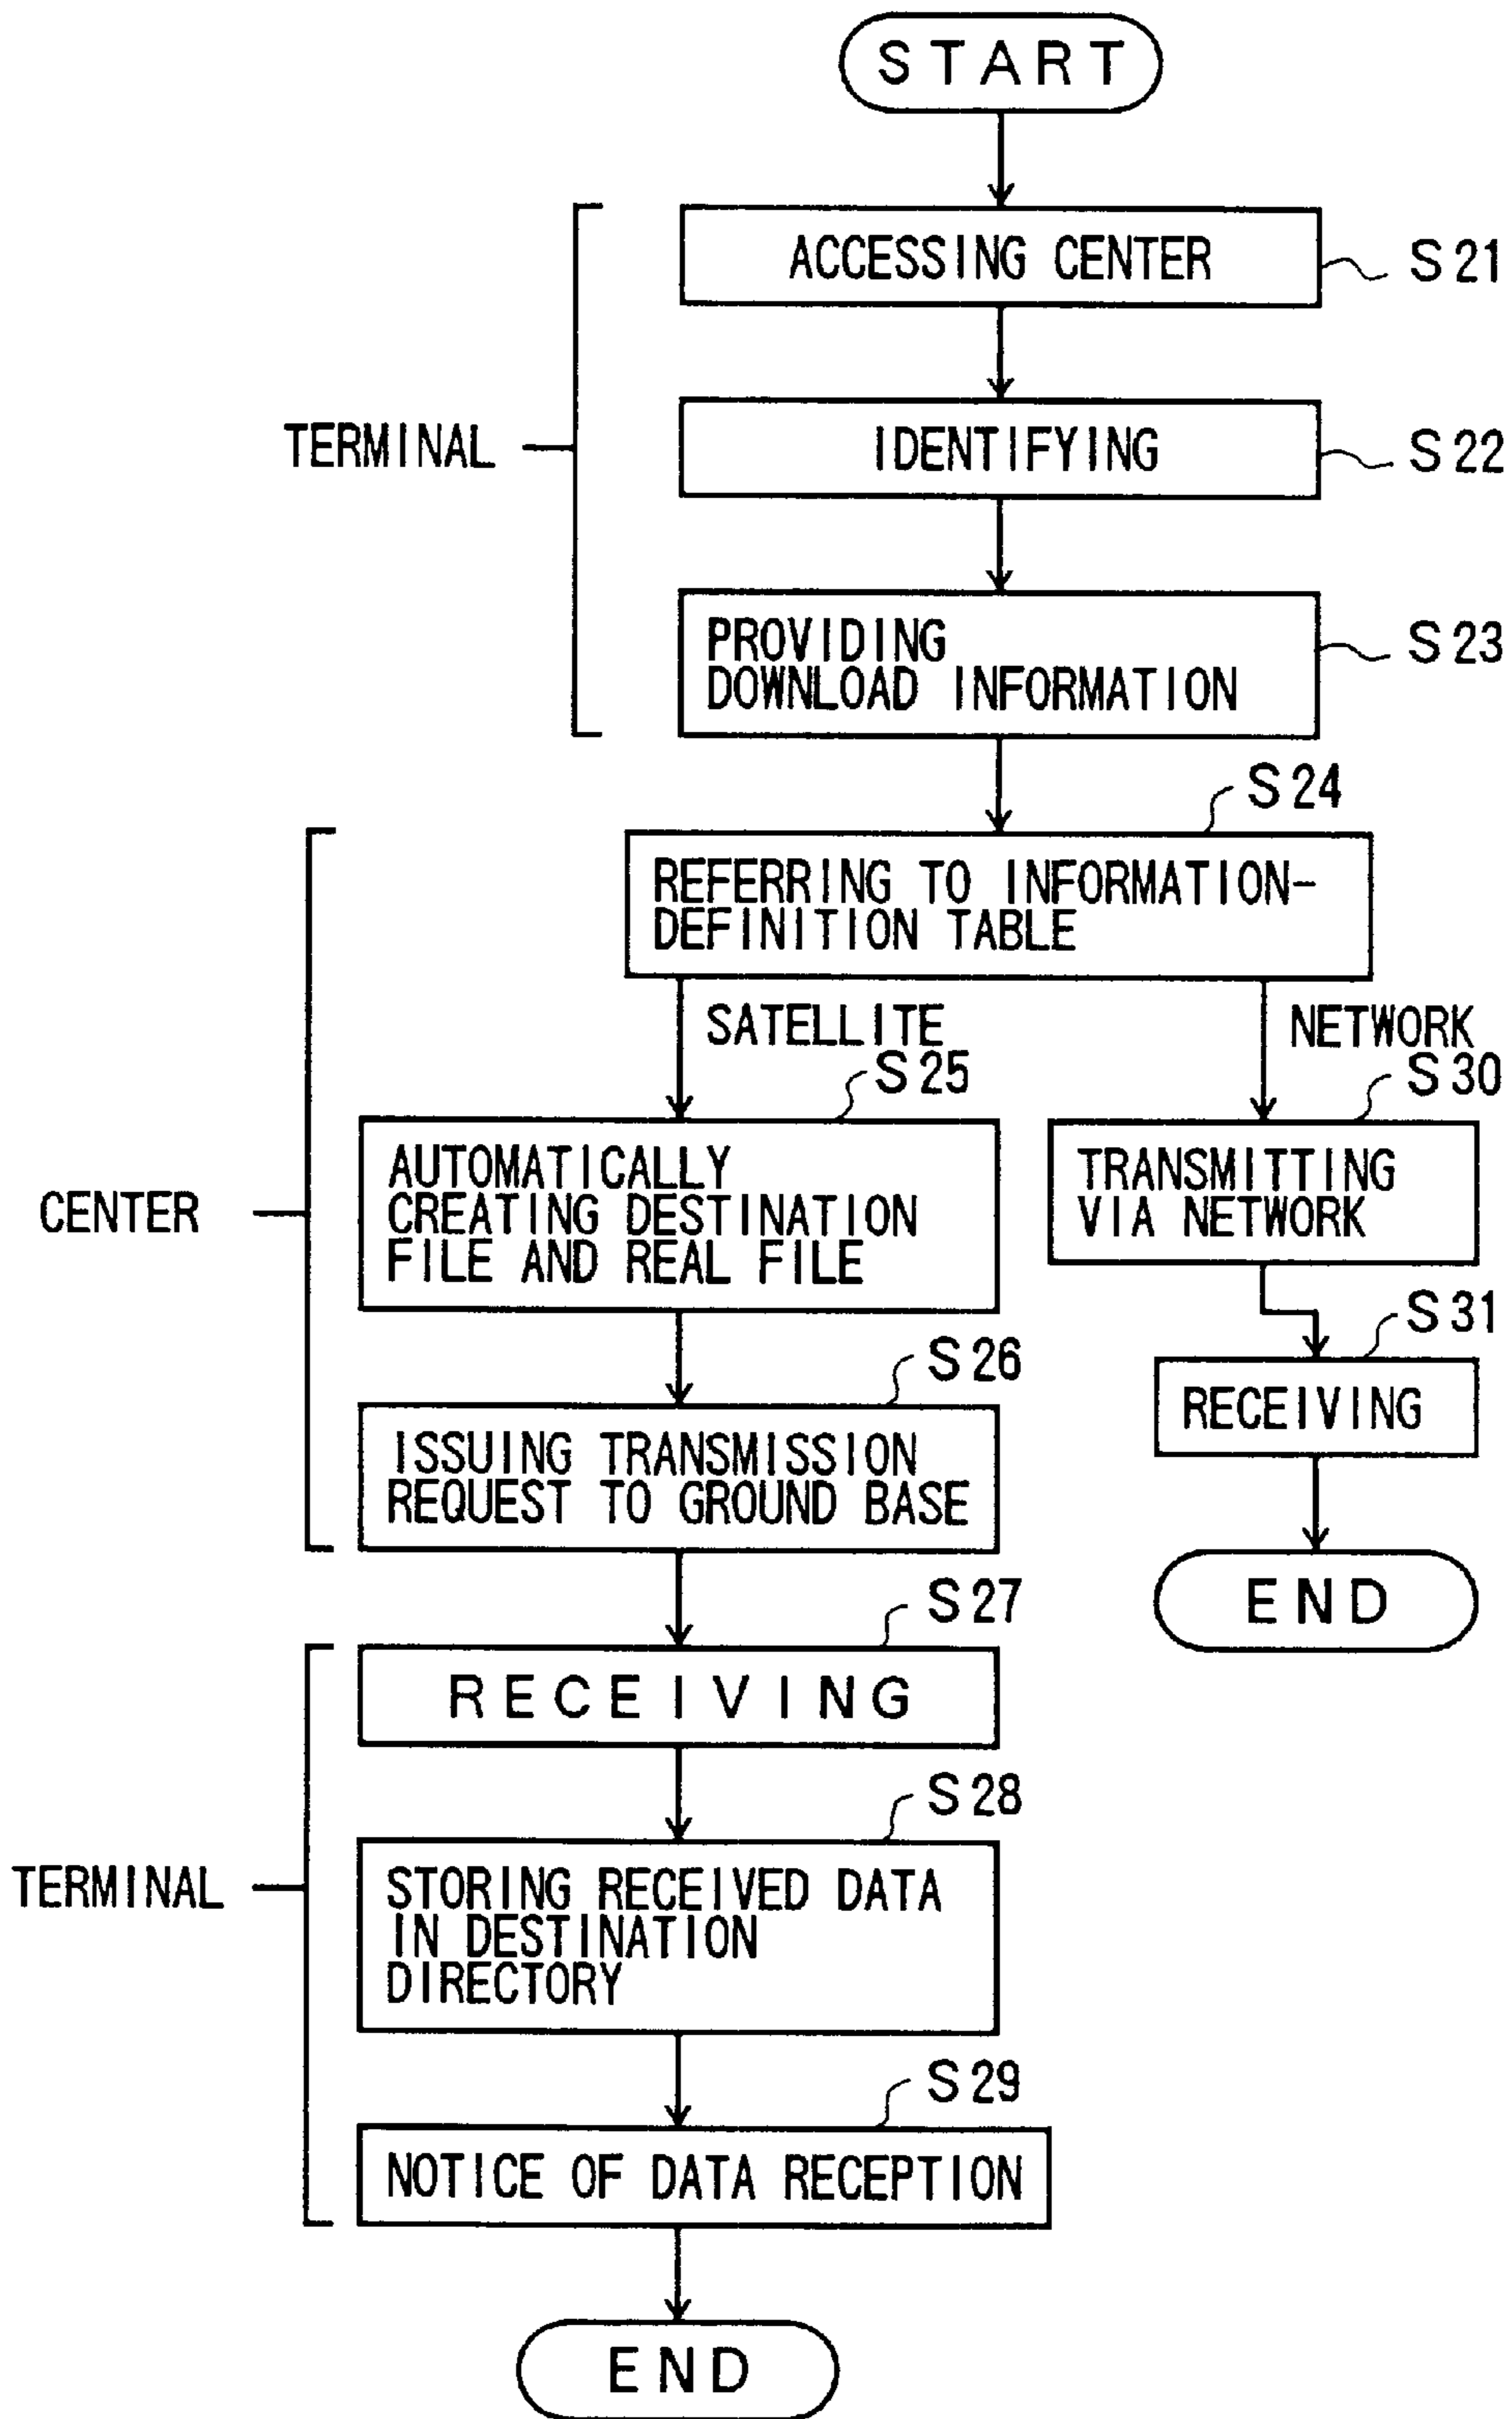 START
ACCESSING CENTER
S21
TERMINAL
IDENTIFYING
S22
PROVIDING
DOWNLOAD INFORMATION
S23
S24
REFERRING TO INFORMATION-
DEFINITION TABLE
SATELLITE
NETWORK
S25
S30
CENTER
AUTOMATICALLY
CREATING DESTINATION
FILE AND REAL FILE
TRANSMITTING
VIA NETWORK
S26
S31
ISSUING TRANSMISSION
REQUEST TO GROUND BASE
RECEIVING
S27
END
RECEIVING
S28
TERMINAL
STORING RECEIVED DATA
IN DESTINATION
DIRECTORY
S29
NOTICE OF DATA RECEPTION
END